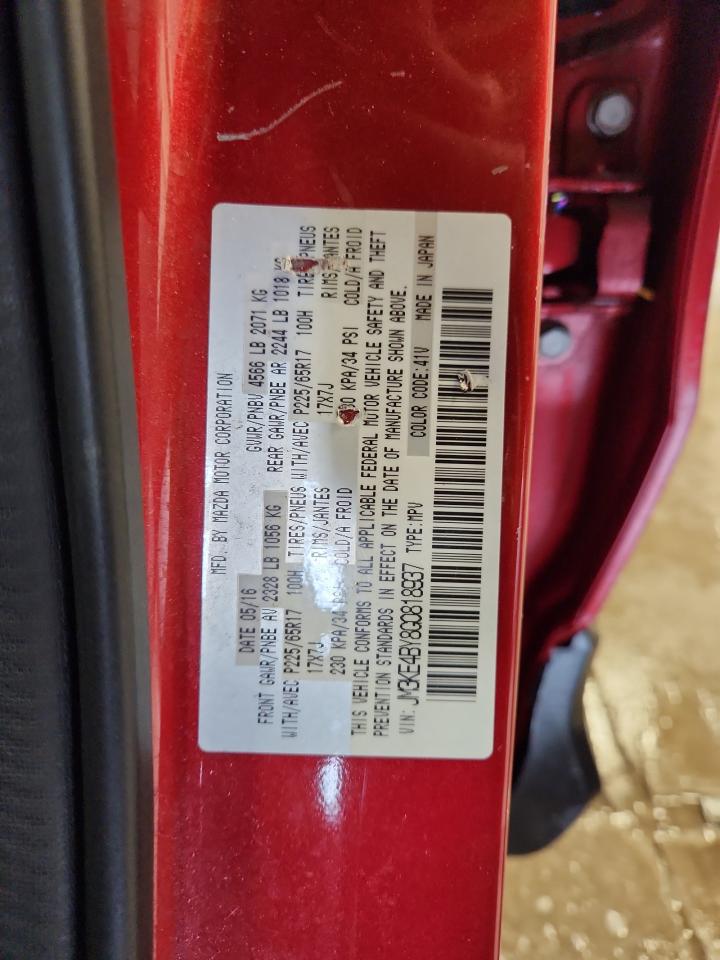 MFD. BY MAZDA MOTOR CORPORATION
DATE 05/16 GVWR/PNBV 4566 LB 2071 KG
FRONT GAWR/PNBE AV 2328 LB 1056 KG REAR GAWR/PNBE AR 2244 LB 1018 KG
WITH/AVEC P225/65R17 100H TIRES/PNEUS WITH/AVEC P225/65R17 100H TIRES/PNEUS
17X7J RIMS/JANTES 17X7J RIMS/JANTES
230 KPA/34 COLD/A FROID 230 KPA/34 PSI COLD/A FROID
THIS VEHICLE CONFORMS TO ALL APPLICABLE FEDERAL MOTOR VEHICLE SAFETY AND THEFT
PREVENTION STANDARDS IN EFFECT ON THE DATE OF MANUFACTURE SHOWN ABOVE.
VIN: JM3KE4BY8G0818937 TYPE:MPV COLOR CODE:41V MADE IN JAPAN